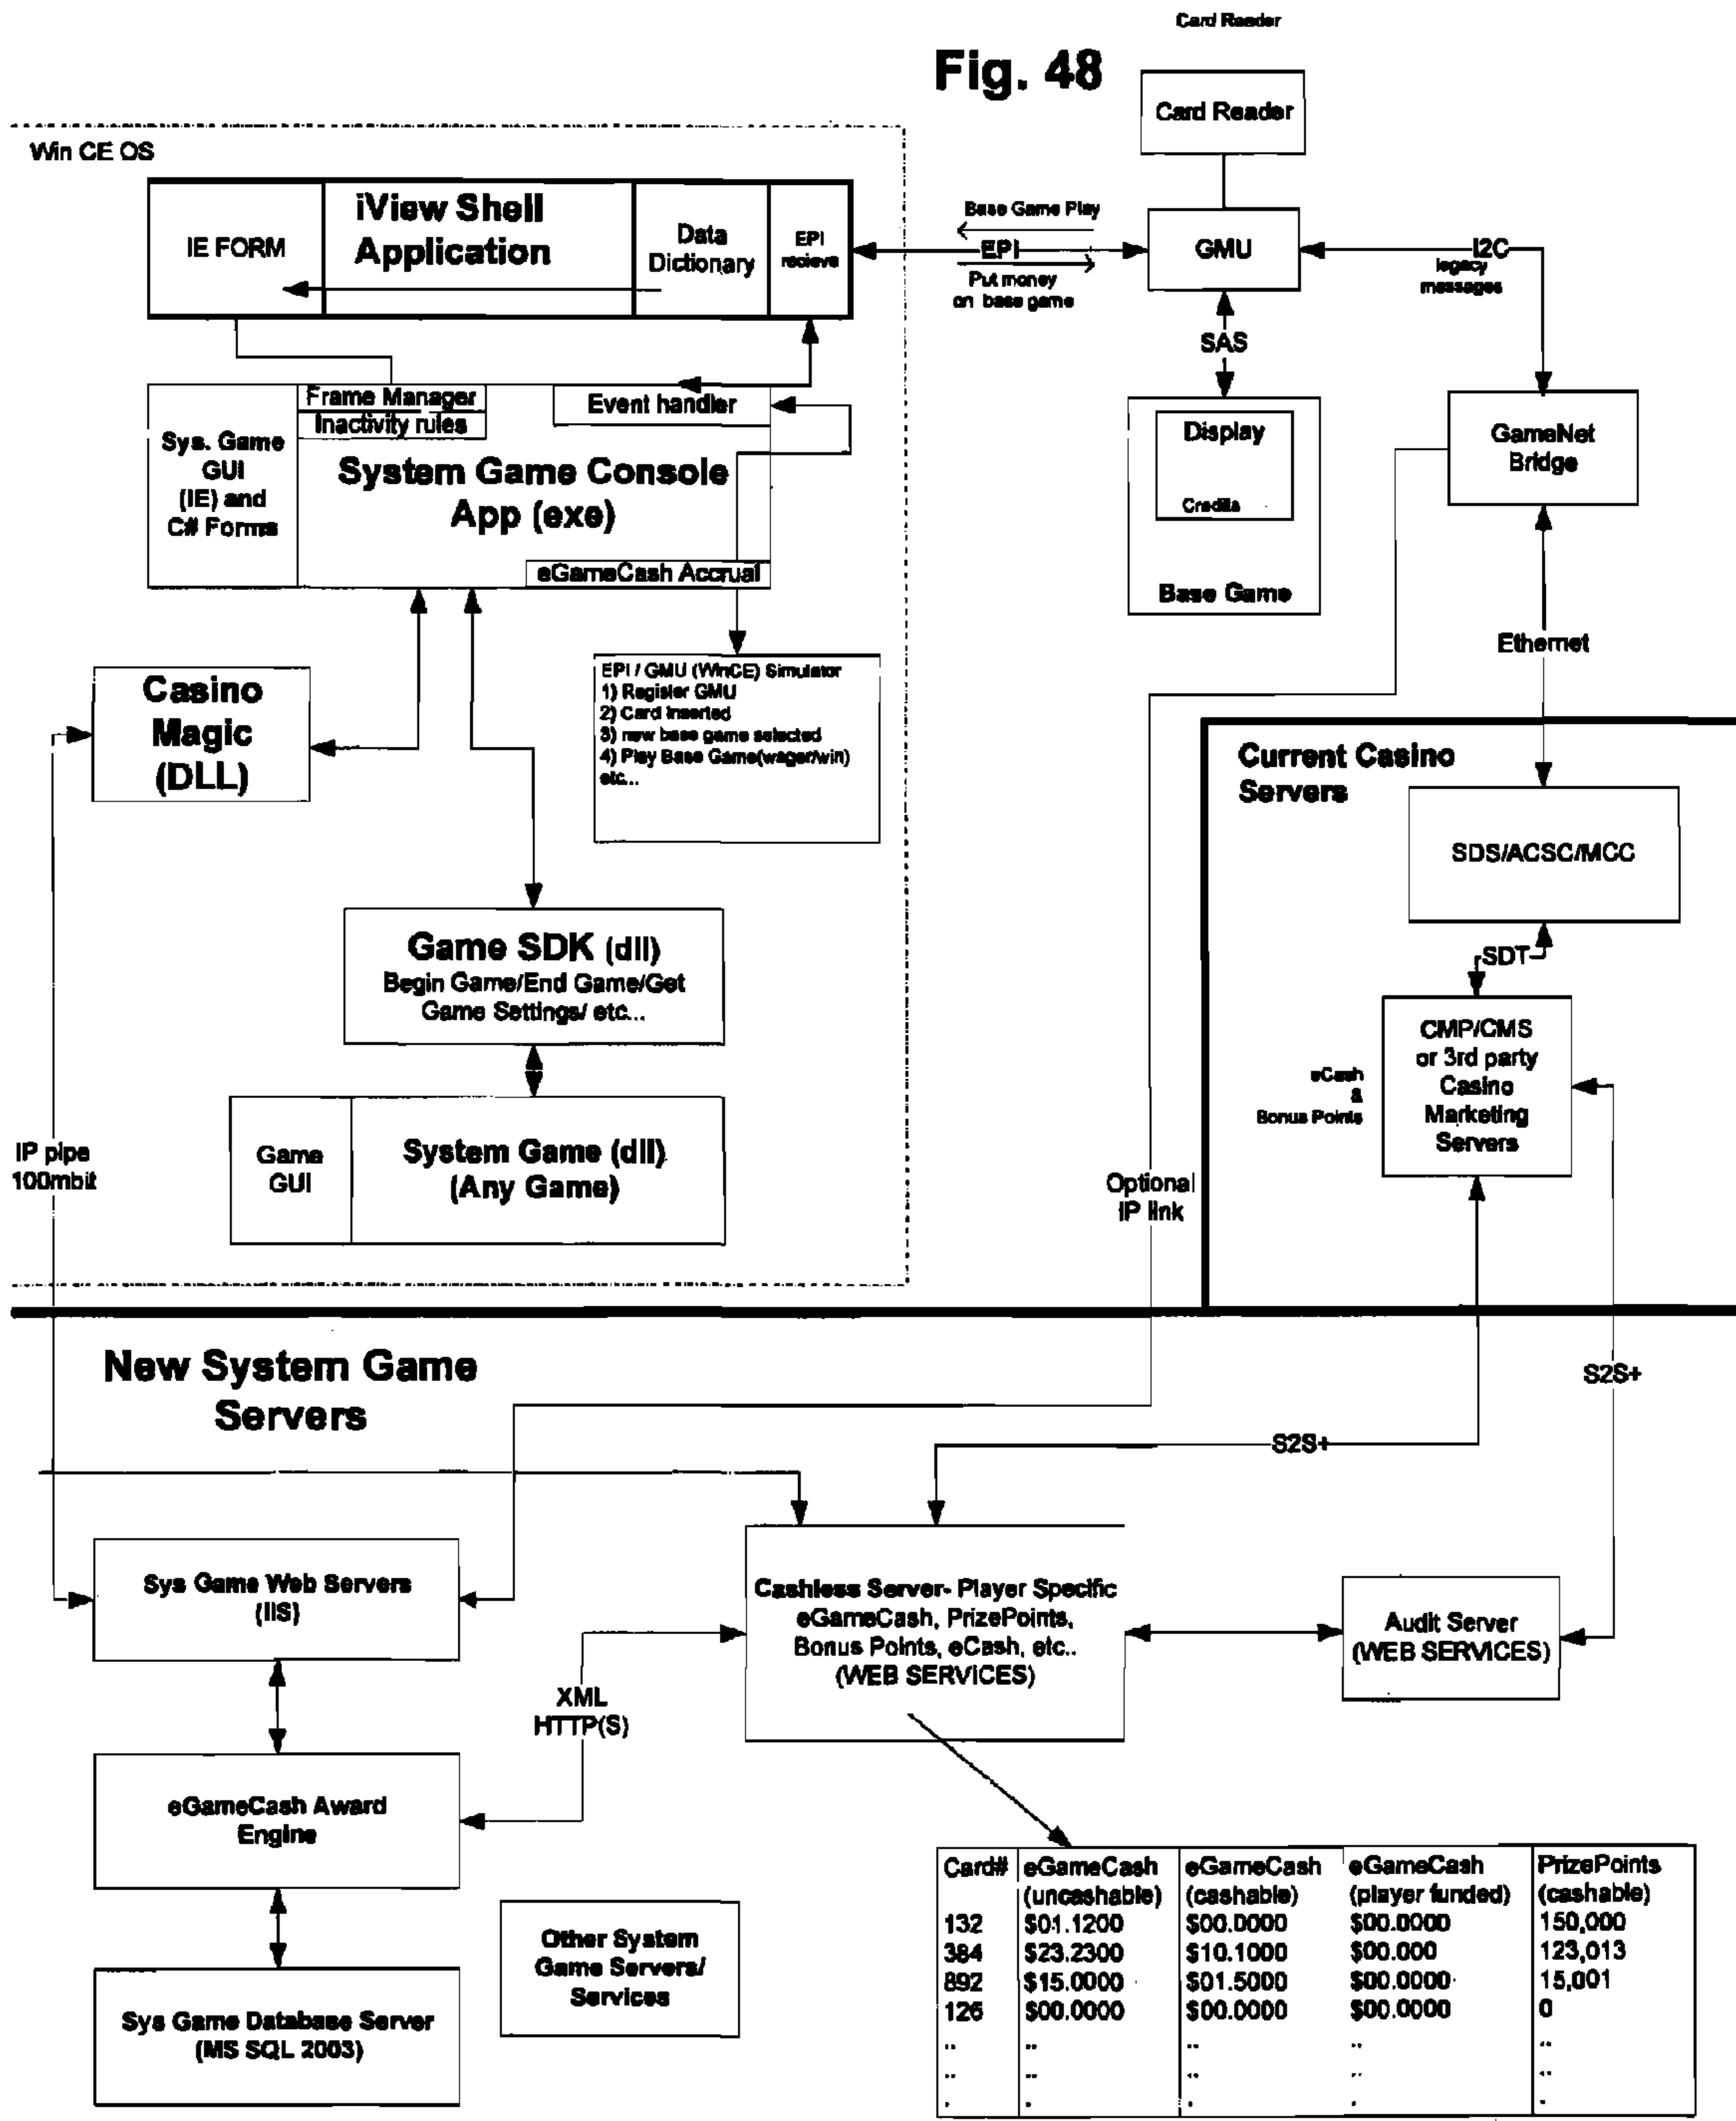 Card Reader
Fig. 48
Card Reader
Win CE OS
IE FORM
iView Shell
Application
Data
Dictionary
EPI
recieve
Base Game Play
EPI
Put money
on base game
GMU
I2C
legacy
messages
SAS
Frame Manager
Inactivity rules
Event handler
Sys. Game
GUI
(IE) and
C# Forms
System Game Console
App (exe)
eGameCash Accrual
Display
Credits
Base Game
GameNet
Bridge
Ethernet
Casino
Magic
(DLL)
EPI / GMU (WinCE) Simulator
1) Register GMU
2) Card Inserted
3) new base game selected
4) Play Base Game(wager/win)
etc...
Current Casino
Servers
SDS/ACSC/MCC
SDT
Game SDK (dll)
Begin Game/End Game/Get
Game Settings/ etc...
CMP/CMS
or 3rd party
Casino
Marketing
Servers
eCash
&
Bonus Points
IP pipe
100mbit
Game
GUI
System Game (dll)
(Any Game)
Optional
IP link
New System Game
Servers
S2S+
S2S+
Sys Game Web Servers
(IIS)
Cashless Server- Player Specific
eGameCash, PrizePoints,
Bonus Points, eCash, etc..
(WEB SERVICES)
Audit Server
(WEB SERVICES)
XML
HTTP(S)
eGameCash Award
Engine
Other System
Game Servers/
Services
Sys Game Database Server
(MS SQL 2003)
Card# eGameCash eGameCash eGameCash PrizePoints
(uncashable) (cashable) (player funded) (cashable)
132 $01.1200 $00.0000 $00.0000 150,000
384 $23.2300 $10.1000 $00.000 123,013
892 $15.0000 $01.5000 $00.0000 15,001
126 $00.0000 $00.0000 $00.0000 0
.. .. .. .. ..
.. .. .. .. ..
. . . . .